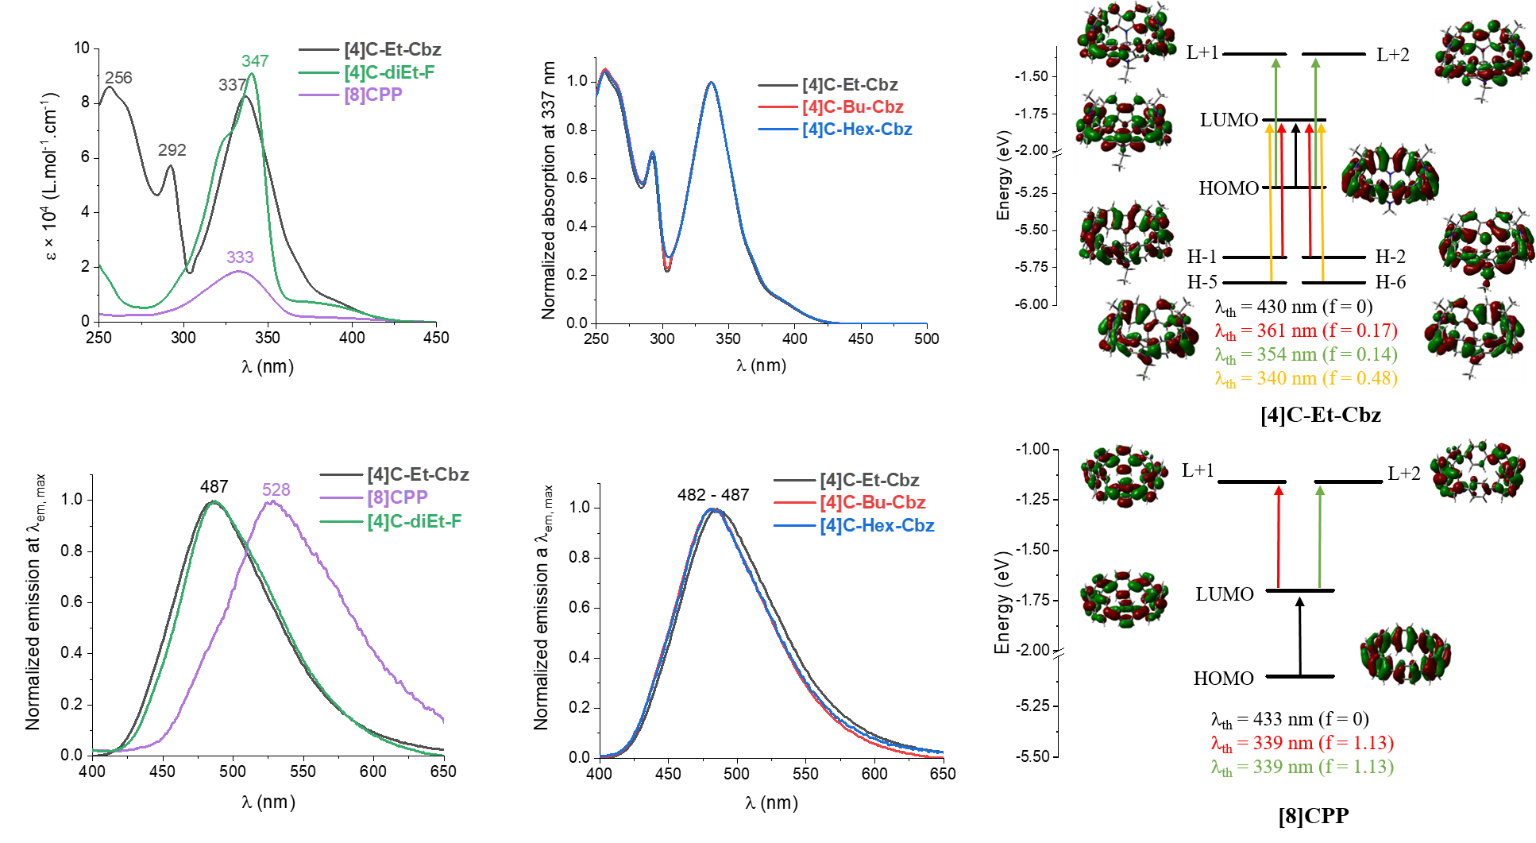 10
8
6
4
2
0
ε × 10⁴ (L.mol⁻¹.cm⁻¹)
256
292
337
347
333
[4]C-Et-Cbz
[4]C-diEt-F
[8]CPP
250
300
350
400
450
λ (nm)
1.0
0.8
0.6
0.4
0.2
0.0
Normalized absorption at 337 nm
[4]C-Et-Cbz
[4]C-Bu-Cbz
[4]C-Hex-Cbz
250
300
350
400
450
500
λ (nm)
-1.50
-1.75
-2.00
-5.25
-5.50
-5.75
-6.00
Energy (eV)
L+1
L+2
LUMO
HOMO
H-1
H-2
H-5
H-6
λth = 430 nm (f = 0)
λth = 361 nm (f = 0.17)
λth = 354 nm (f = 0.14)
λth = 340 nm (f = 0.48)
[4]C-Et-Cbz
1.0
0.8
0.6
0.4
0.2
0.0
Normalized emission at λem, max
487
528
[4]C-Et-Cbz
[8]CPP
[4]C-diEt-F
400
450
500
550
600
650
λ (nm)
1.0
0.8
0.6
0.4
0.2
0.0
Normalized emission a λem, max
482 - 487
[4]C-Et-Cbz
[4]C-Bu-Cbz
[4]C-Hex-Cbz
400
450
500
550
600
650
λ (nm)
-1.00
-1.25
-1.50
-1.75
-2.00
-5.25
-5.50
Energy (eV)
L+1
L+2
LUMO
HOMO
λth = 433 nm (f = 0)
λth = 339 nm (f = 1.13)
λth = 339 nm (f = 1.13)
[8]CPP